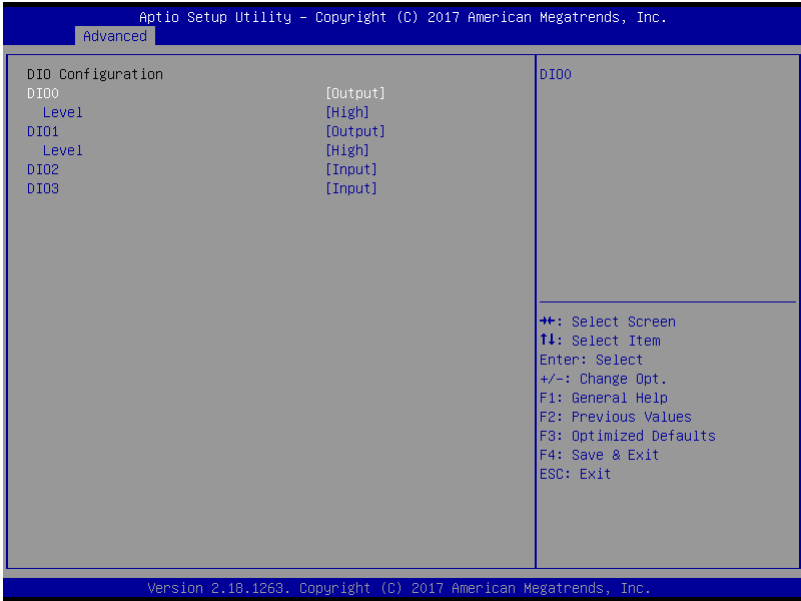 Aptio Setup Utility – Copyright (C) 2017 American Megatrends, Inc.
Advanced
DIO Configuration
DIO0 [Output]
Level [High]
DIO1 [Output]
Level [High]
DIO2 [Input]
DIO3 [Input]
DIO0
→←: Select Screen
↑↓: Select Item
Enter: Select
+/-: Change Opt.
F1: General Help
F2: Previous Values
F3: Optimized Defaults
F4: Save & Exit
ESC: Exit
Version 2.18.1263. Copyright (C) 2017 American Megatrends, Inc.